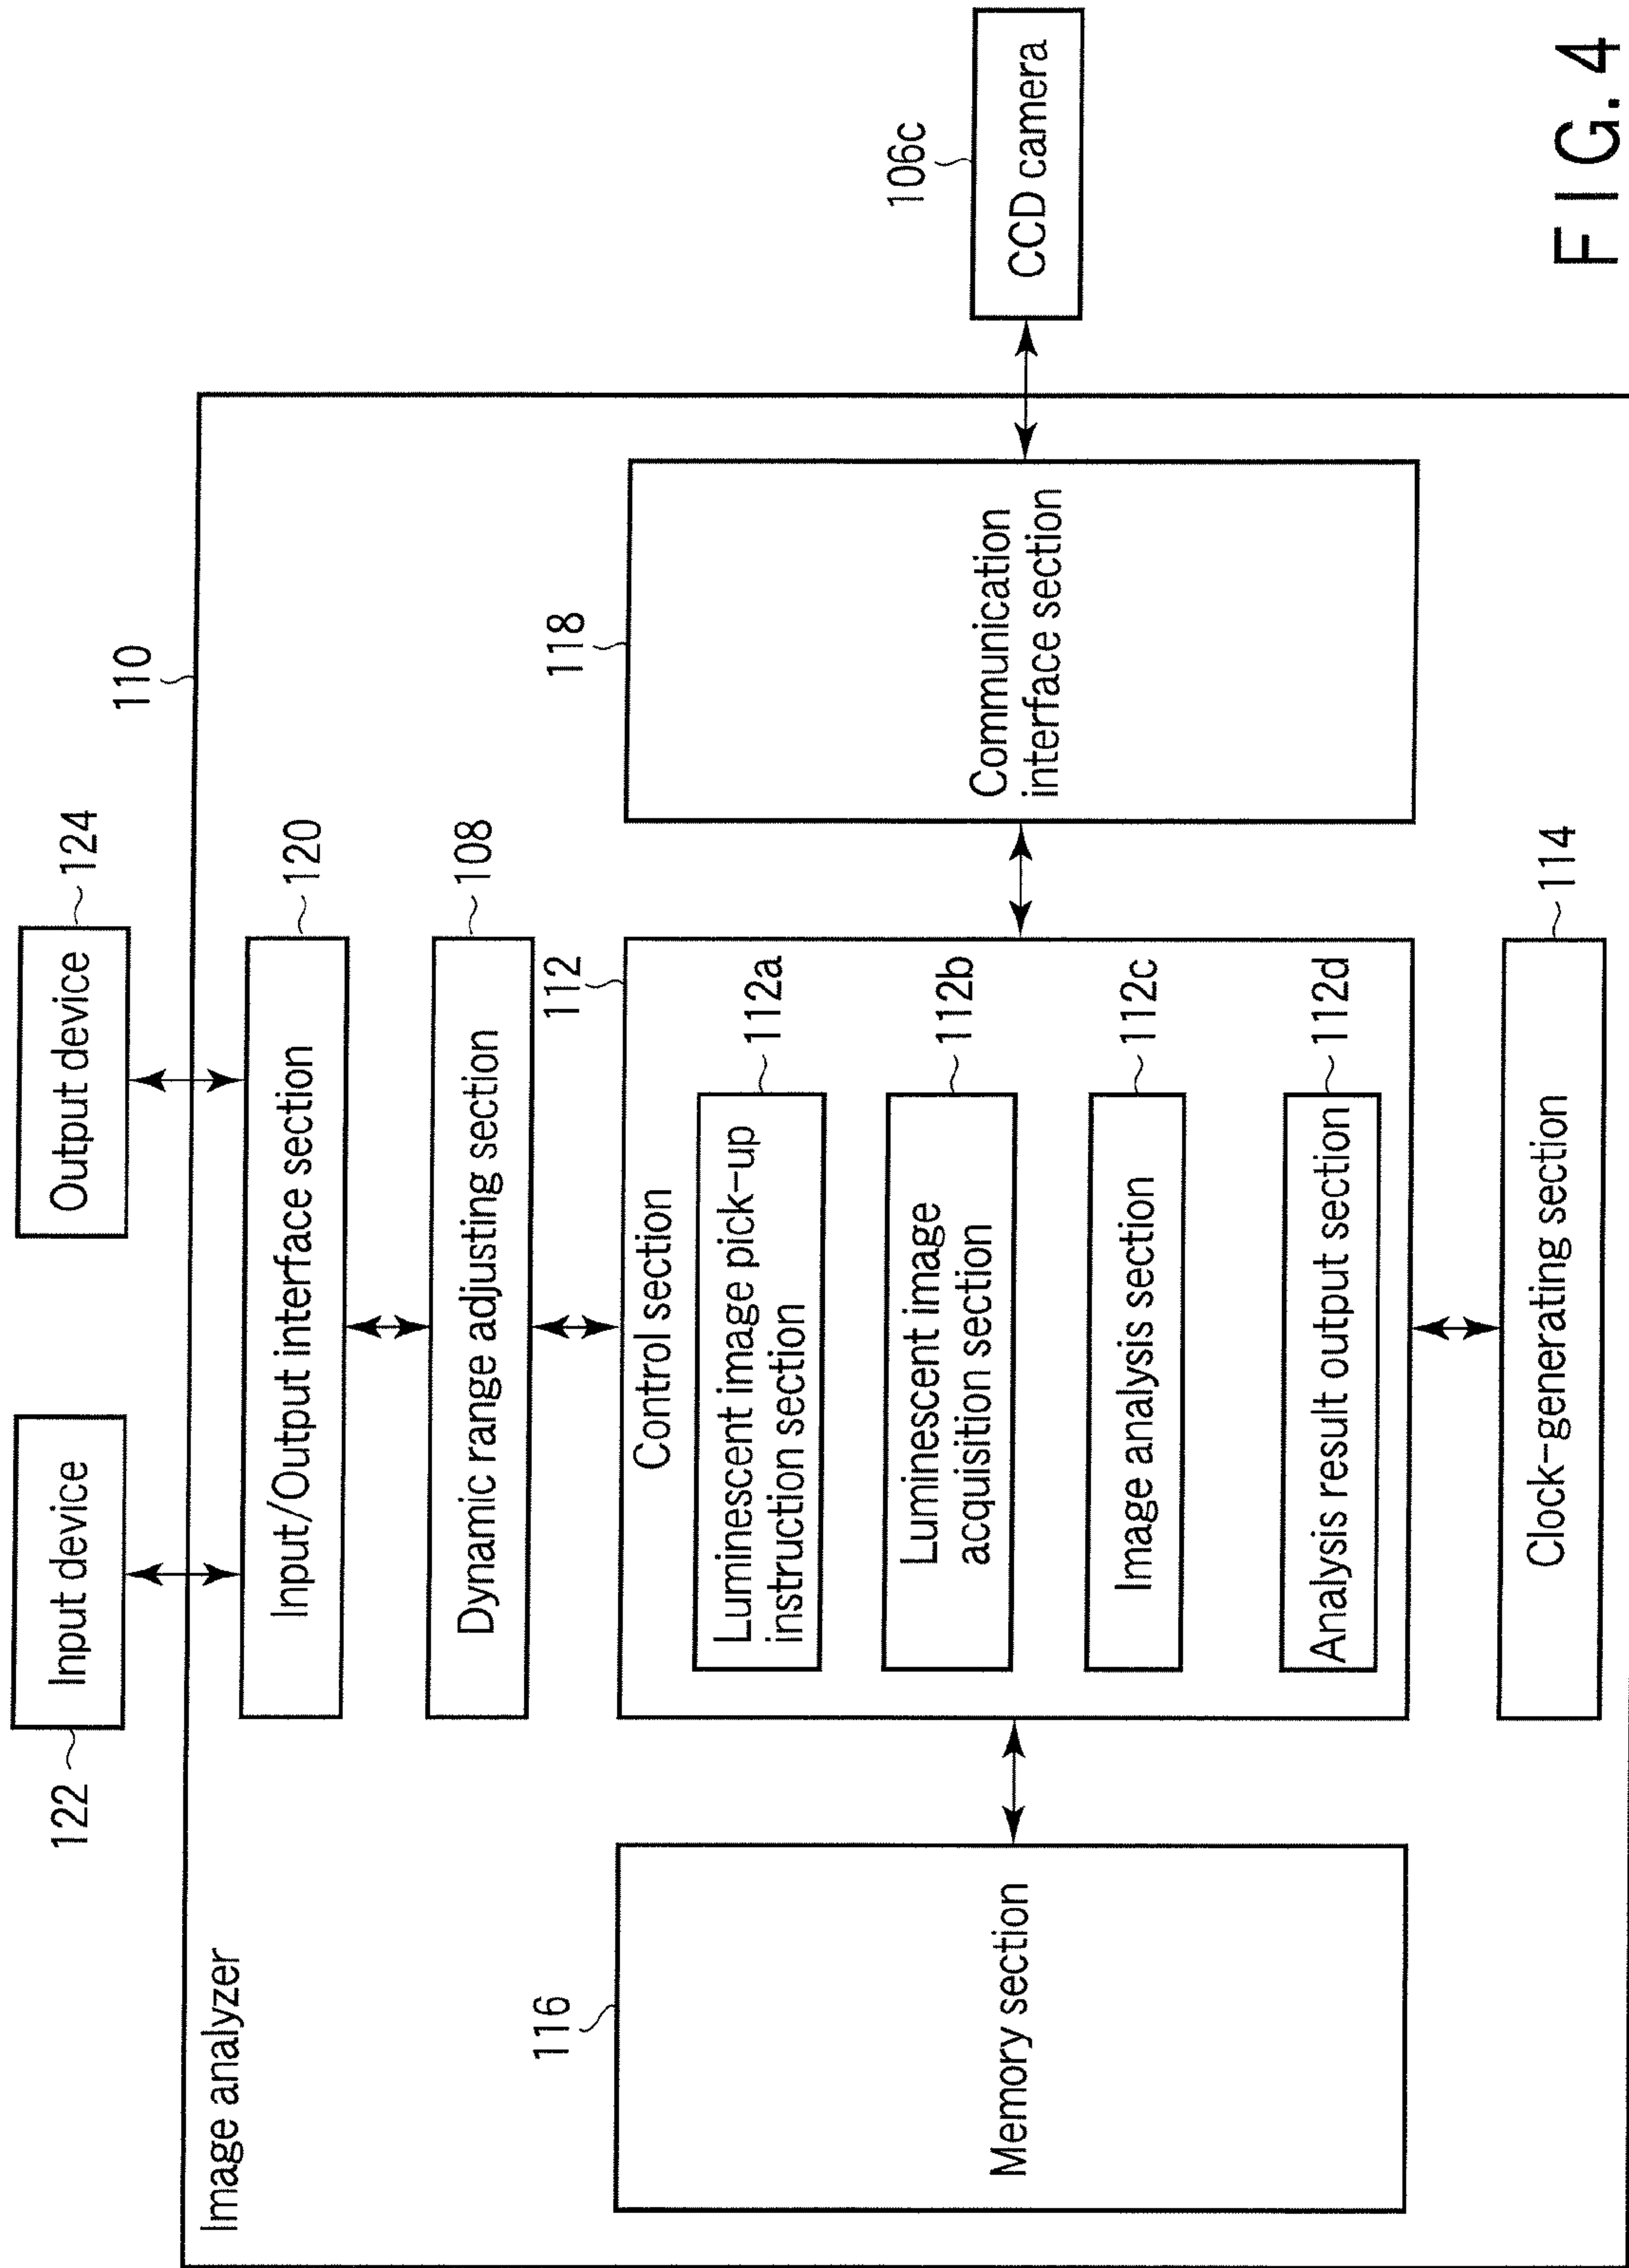 Input device
122
Output device
124
110
Image analyzer
Input/Output interface section
120
Dynamic range adjusting section
108
112
Control section
Luminescent image pick-up
instruction section
112a
Luminescent image
acquisition section
112b
Image analysis section
112c
Analysis result output section
112d
116
Memory section
118
Communication
interface section
106c
CCD camera
Clock-generating section
114
FIG. 4